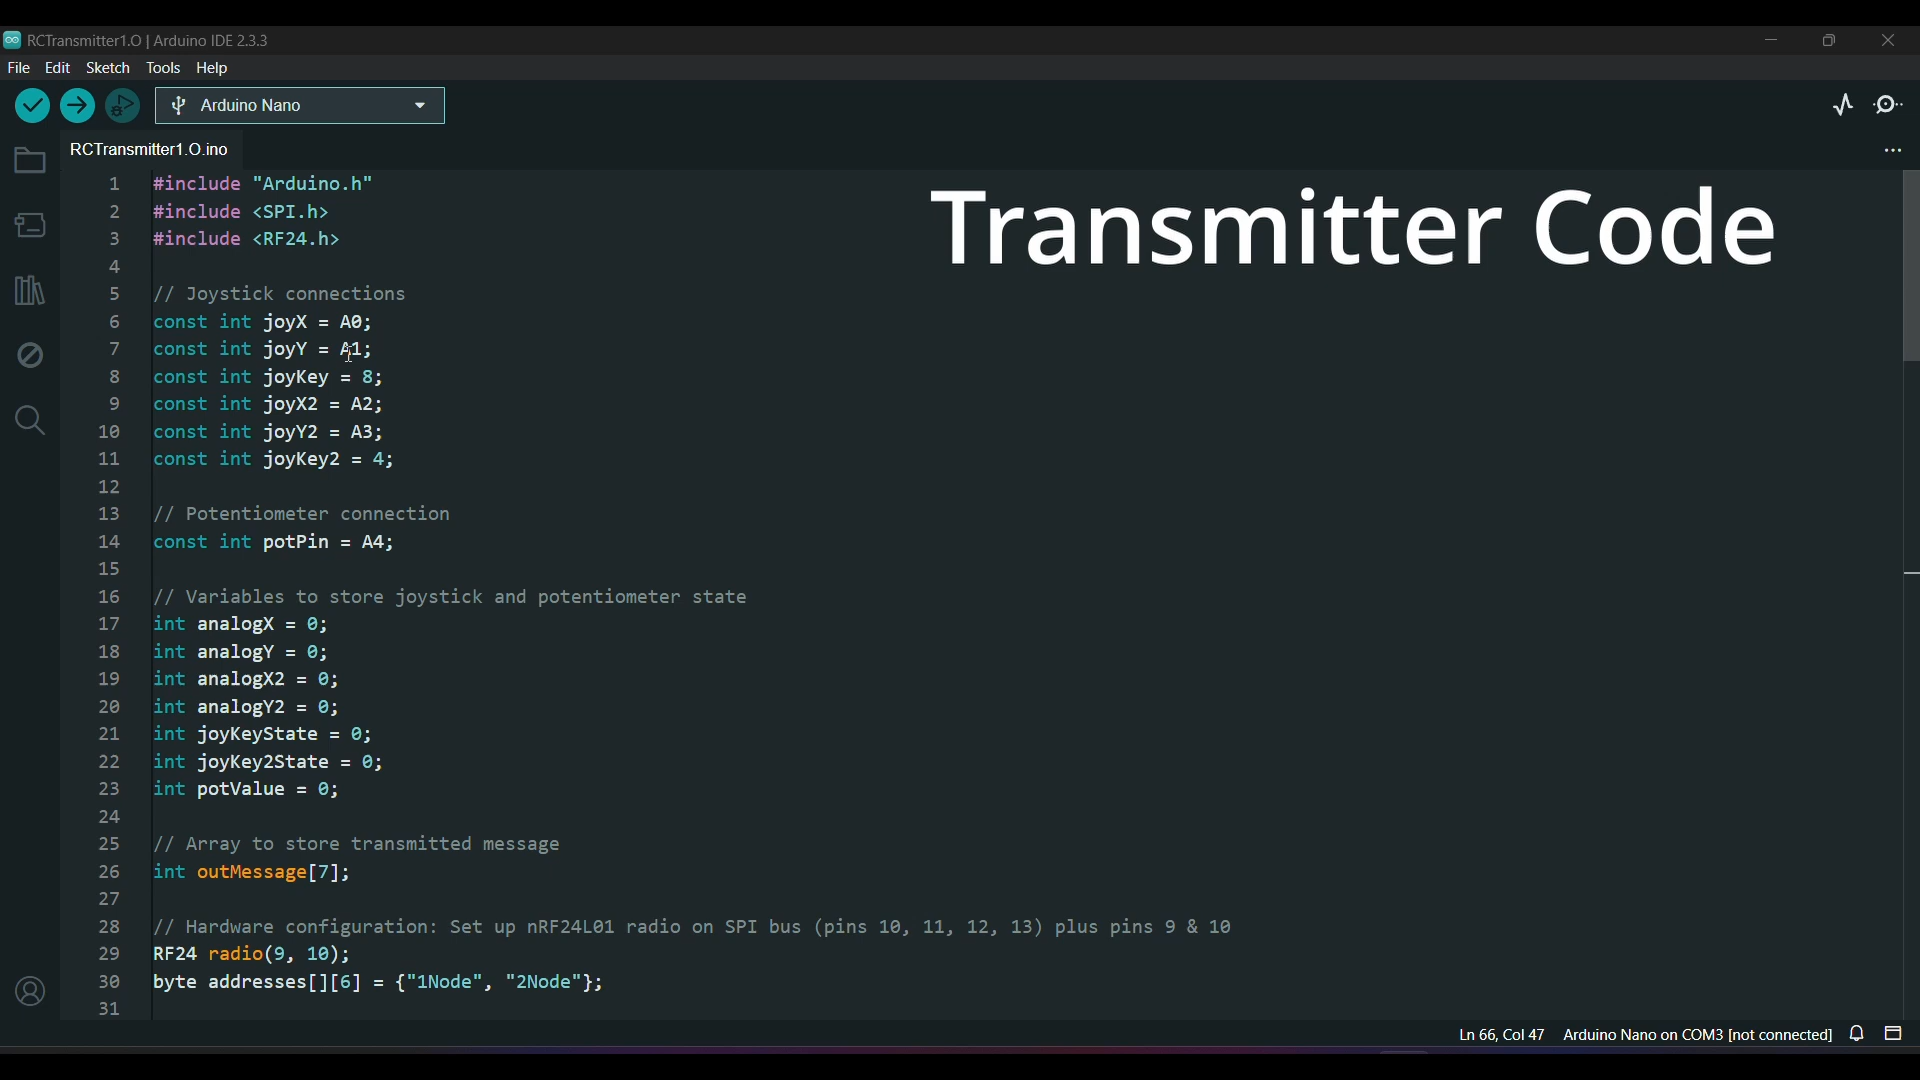 RCTransmitter1.O | Arduino IDE 2.3.3
File Edit Sketch Tools Help
Arduino Nano
RCTransmitter1.O.ino
Transmitter Code
1 #include "Arduino.h"
2 #include <SPI.h>
3 #include <RF24.h>
4
5 // Joystick connections
6 const int joyX = A0;
7 const int joyY = A1;
8 const int joyKey = 8;
9 const int joyX2 = A2;
10 const int joyY2 = A3;
11 const int joyKey2 = 4;
12
13 // Potentiometer connection
14 const int potPin = A4;
15
16 // Variables to store joystick and potentiometer state
17 int analogX = 0;
18 int analogY = 0;
19 int analogX2 = 0;
20 int analogY2 = 0;
21 int joyKeyState = 0;
22 int joyKey2State = 0;
23 int potValue = 0;
24
25 // Array to store transmitted message
26 int outMessage[7];
27
28 // Hardware configuration: Set up nRF24L01 radio on SPI bus (pins 10, 11, 12, 13) plus pins 9 & 10
29 RF24 radio(9, 10);
30 byte addresses[][6] = {"1Node", "2Node"};
31
Ln 66, Col 47 Arduino Nano on COM3 [not connected]